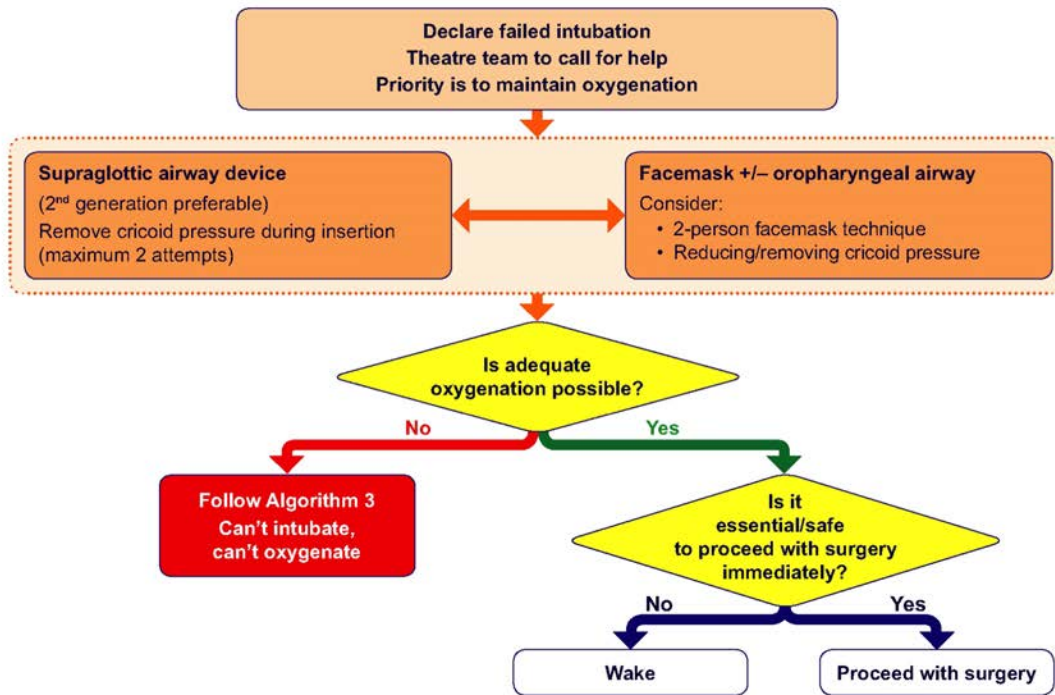 Declare failed intubation
Theatre team to call for help
Priority is to maintain oxygenation
Supraglottic airway device
(2nd generation preferable)
Remove cricoid pressure during insertion
(maximum 2 attempts)
Facemask +/– oropharyngeal airway
Consider:
• 2-person facemask technique
• Reducing/removing cricoid pressure
Is adequate
oxygenation possible?
No
Yes
Follow Algorithm 3
Can’t intubate,
can’t oxygenate
Is it
essential/safe
to proceed with surgery
immediately?
No
Yes
Wake
Proceed with surgery